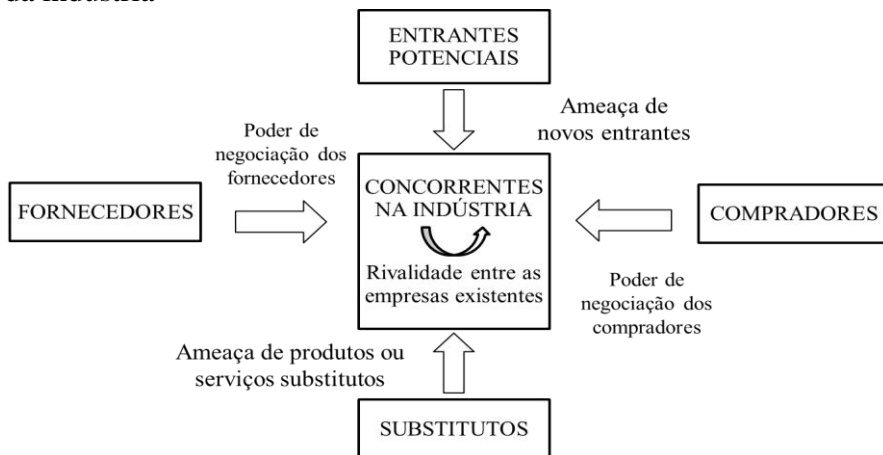 da indústria
ENTRANTES
POTENCIAIS
Ameaça de
novos entrantes
Poder de
negociação dos
fornecedores
FORNECEDORES
CONCORRENTES
NA INDÚSTRIA
Rivalidade entre as
empresas existentes
COMPRADORES
Poder de
negociação dos
compradores
Ameaça de produtos ou
serviços substitutos
SUBSTITUTOS